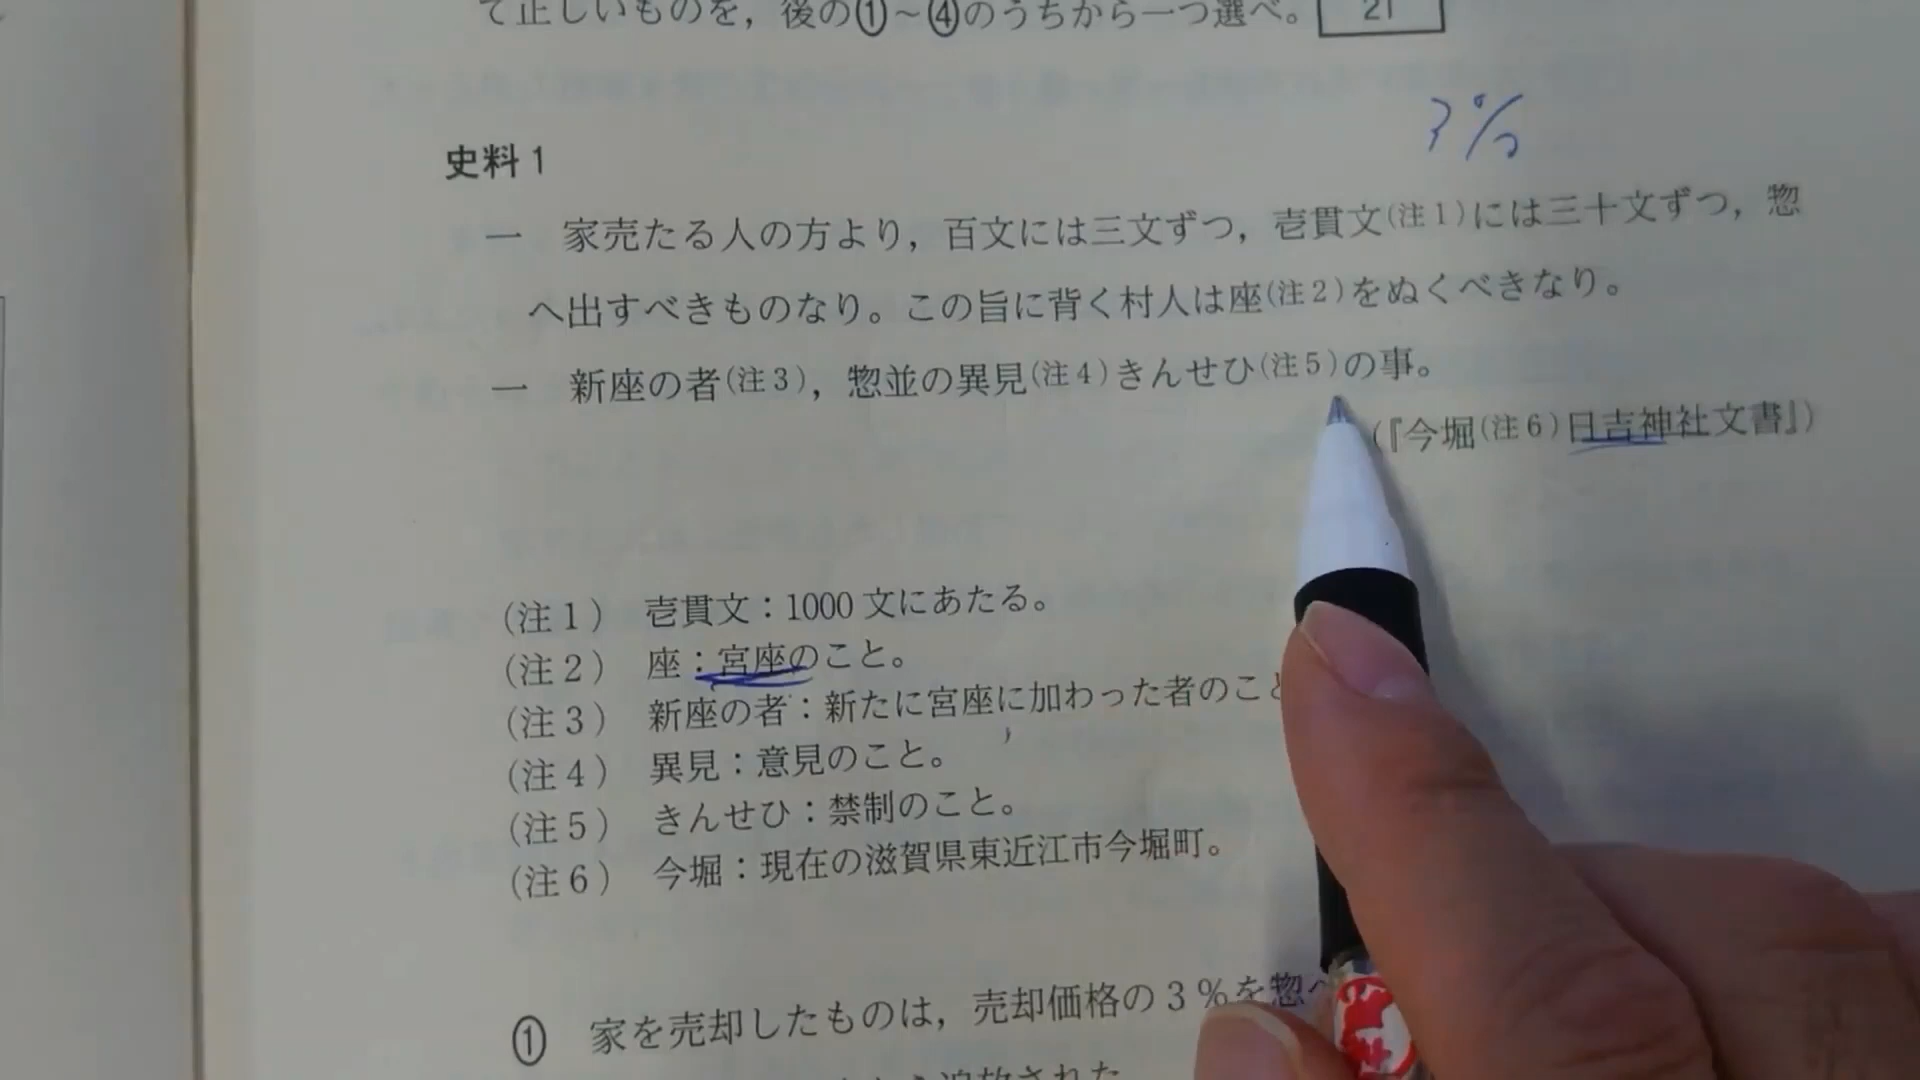 て正しいものを，後の①～④のうちから一つ選べ。 21
3%
史料1
一 家売たる人の方より，百文には三文ずつ，壱貫文(注1)には三十文ずつ，惣
へ出すべきものなり。この旨に背く村人は座(注2)をぬくべきなり。
一 新座の者(注3)，惣並の異見(注4)きんせひ(注5)の事。
(『今堀(注6)日吉神社文書』)
(注1) 壱貫文：1000文にあたる。
(注2) 座：宮座のこと。
(注3) 新座の者：新たに宮座に加わった者のこと
(注4) 異見：意見のこと。
(注5) きんせひ：禁制のこと。
(注6) 今堀：現在の滋賀県東近江市今堀町。
① 家を売却したものは，売却価格の3％を惣へ
追放された